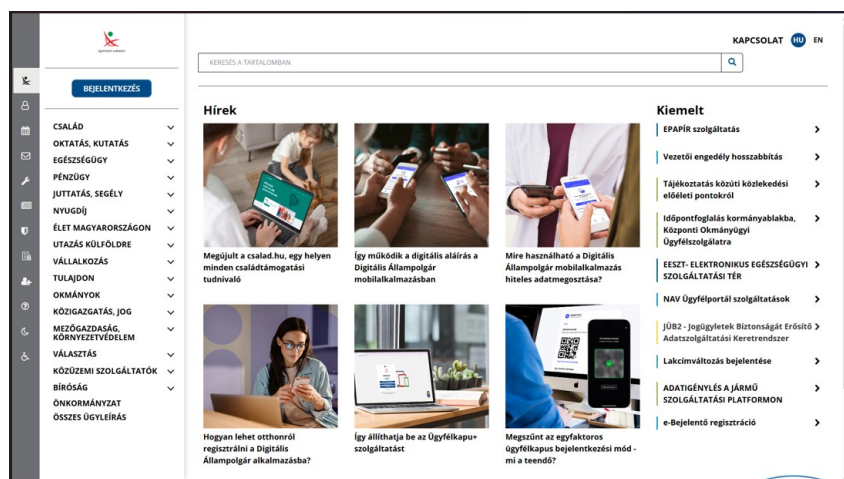 KAPCSOLAT HU EN
KERESÉS A TARTALOMBAN
BEJELENTKEZÉS
CSALÁD
OKTATÁS, KUTATÁS
EGÉSZSÉGÜGY
PÉNZÜGY
JUTTATÁS, SEGÉLY
NYUGDÍJ
ÉLET MAGYARORSZÁGON
UTAZÁS KÜLFÖLDRE
VÁLLALKOZÁS
TULAJDON
OKMÁNYOK
KÖZIGAZGATÁS, JOG
MEZŐGAZDASÁG,
KÖRNYEZETVÉDELEM
VÁLASZTÁS
KÖZÜZEMI SZOLGÁLTATÓK
BÍRÓSÁG
ÖNKORMÁNYZAT
ÖSSZES ÜGYLEÍRÁS
Hírek
Megújult a csalad.hu, egy helyen
minden családtámogatási
tudnivaló
Így működik a digitális aláírás a
Digitális Állampolgár
mobilalkalmazásban
Mire használható a Digitális
Állampolgár mobilalkalmazás
hiteles adatmegosztása?
Hogyan lehet otthonról
regisztrálni a Digitális
Állampolgár alkalmazásba?
Így állíthatja be az Ügyfélkapu+
szolgáltatást
Megszűnt az egyfaktoros
ügyfélkapus bejelentkezési mód -
mi a teendő?
Kiemelt
EPAPÍR szolgáltatás
Vezetői engedély hosszabbítás
Tájékoztatás közúti közlekedési
előéleti pontokról
Időpontfoglalás kormányablakba,
Központi Okmányügyi
Ügyfélszolgálatra
EESZT- ELEKTRONIKUS EGÉSZSÉGÜGYI
SZOLGÁLTATÁSI TÉR
NAV Ügyfélportál szolgáltatások
JÜB2 - Jogügyletek Biztonságát Erősítő
Adatszolgáltatási Keretrendszer
Lakcímváltozás bejelentése
ADATIGÉNYLÉS A JÁRMŰ
SZOLGÁLTATÁSI PLATFORMON
e-Bejelentő regisztráció